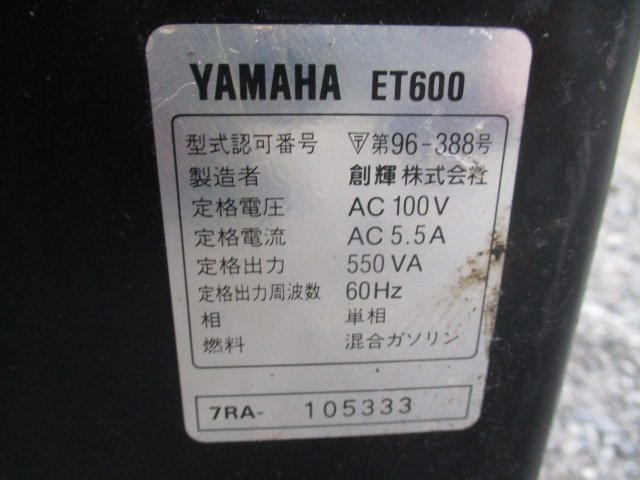 YAMAHA ET600
型式認可番号 第96-388号
製造者 創輝株式会社
定格電圧 AC 100V
定格電流 AC 5.5A
定格出力 550VA
定格出力周波数 60Hz
相 単相
燃料 混合ガソリン
7RA- 105333